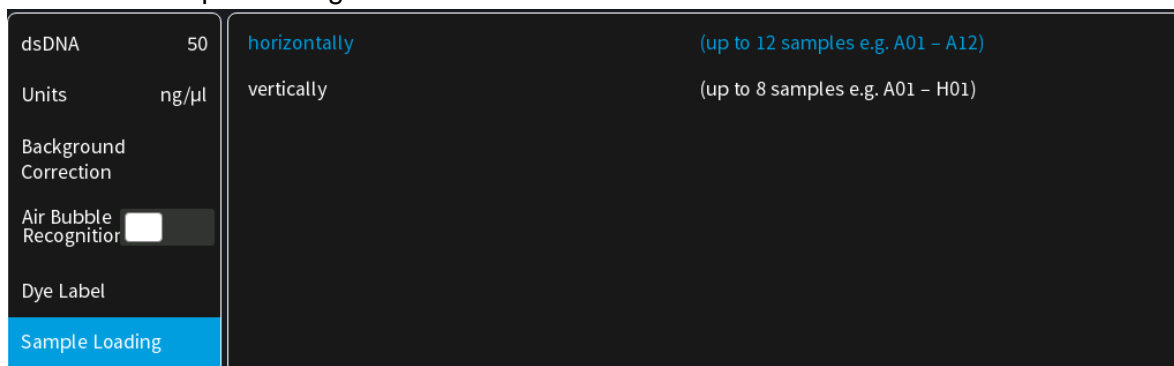 dsDNA 50
Units ng/µl
Background
Correction
Air Bubble
Recognition
Dye Label
Sample Loading
horizontally (up to 12 samples e.g. A01 – A12)
vertically (up to 8 samples e.g. A01 – H01)